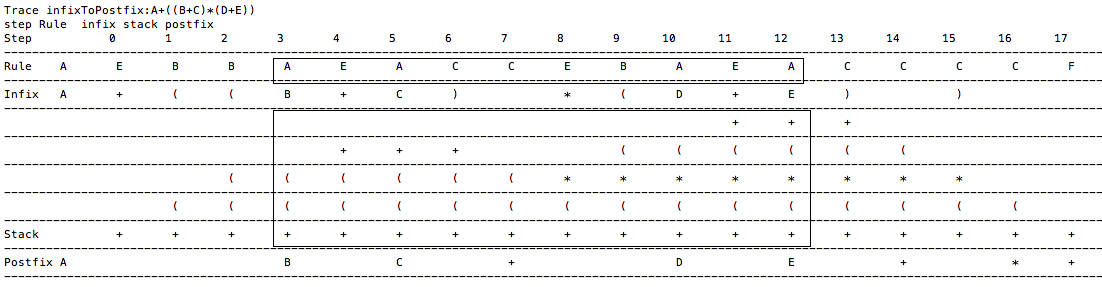 Trace infixToPostfix:A+((B+C)*(D+E))
step Rule infix stack postfix
Step 0 1 2 3 4 5 6 7 8 9 10 11 12 13 14 15 16 17
Rule A E B B A E A C C E B A E A C C C C F
Infix A + ( ( B + C ) * ( D + E ) )
+ + +
+ + + ( ( ( ( ( (
( ( ( ( ( ( * * * * * * * *
( ( ( ( ( ( ( ( ( ( ( ( ( ( ( (
Stack + + + + + + + + + + + + + + + + + +
Postfix A B C + D E + * +